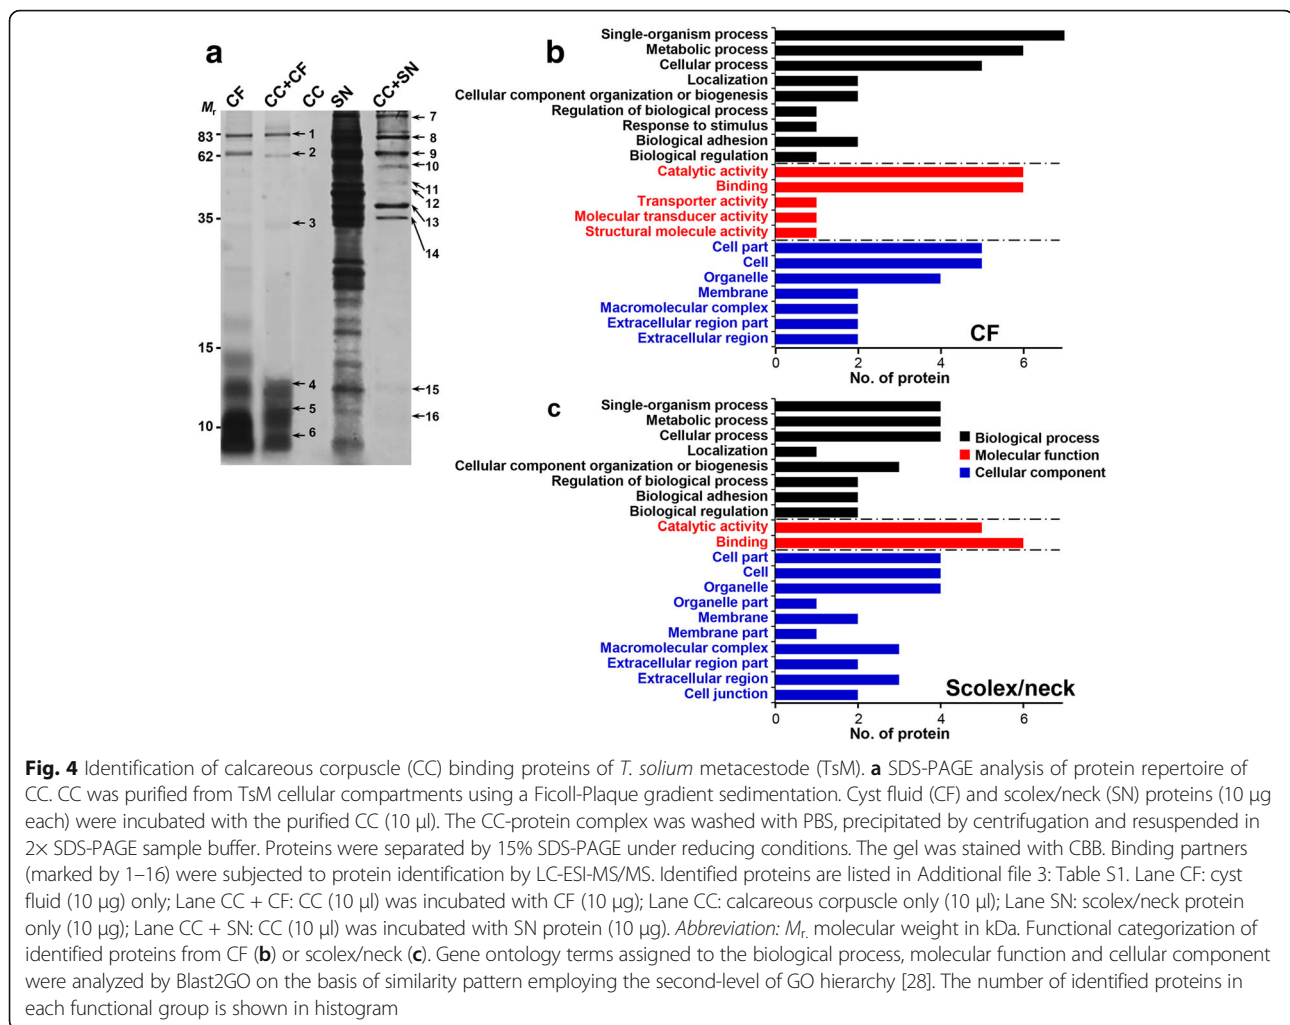 a
CF
CC+CF
CC
SN
CC+SN
Mr
83
62
35
15
10
1
2
3
4
5
6
7
8
9
10
11
12
13
14
15
16
b
Single-organism process
Metabolic process
Cellular process
Localization
Cellular component organization or biogenesis
Regulation of biological process
Response to stimulus
Biological adhesion
Biological regulation
Catalytic activity
Binding
Transporter activity
Molecular transducer activity
Structural molecule activity
Cell part
Cell
Organelle
Membrane
Macromolecular complex
Extracellular region part
Extracellular region
CF
0 2 4 6
No. of protein
c
Single-organism process
Metabolic process
Cellular process
Localization
Cellular component organization or biogenesis
Regulation of biological process
Biological adhesion
Biological regulation
Catalytic activity
Binding
Cell part
Cell
Organelle
Organelle part
Membrane
Membrane part
Macromolecular complex
Extracellular region part
Extracellular region
Cell junction
Biological process
Molecular function
Cellular component
Scolex/neck
0 2 4 6
No. of protein
Fig. 4 Identification of calcareous corpuscle (CC) binding proteins of T. solium metacestode (TsM). a SDS-PAGE analysis of protein repertoire of
CC. CC was purified from TsM cellular compartments using a Ficoll-Plaque gradient sedimentation. Cyst fluid (CF) and scolex/neck (SN) proteins (10 μg
each) were incubated with the purified CC (10 μl). The CC-protein complex was washed with PBS, precipitated by centrifugation and resuspended in
2× SDS-PAGE sample buffer. Proteins were separated by 15% SDS-PAGE under reducing conditions. The gel was stained with CBB. Binding partners
(marked by 1–16) were subjected to protein identification by LC-ESI-MS/MS. Identified proteins are listed in Additional file 3: Table S1. Lane CF: cyst
fluid (10 μg) only; Lane CC + CF: CC (10 μl) was incubated with CF (10 μg); Lane CC: calcareous corpuscle only (10 μl); Lane SN: scolex/neck protein
only (10 μg); Lane CC + SN: CC (10 μl) was incubated with SN protein (10 μg). Abbreviation: Mr, molecular weight in kDa. Functional categorization of
identified proteins from CF (b) or scolex/neck (c). Gene ontology terms assigned to the biological process, molecular function and cellular component
were analyzed by Blast2GO on the basis of similarity pattern employing the second-level of GO hierarchy [28]. The number of identified proteins in
each functional group is shown in histogram